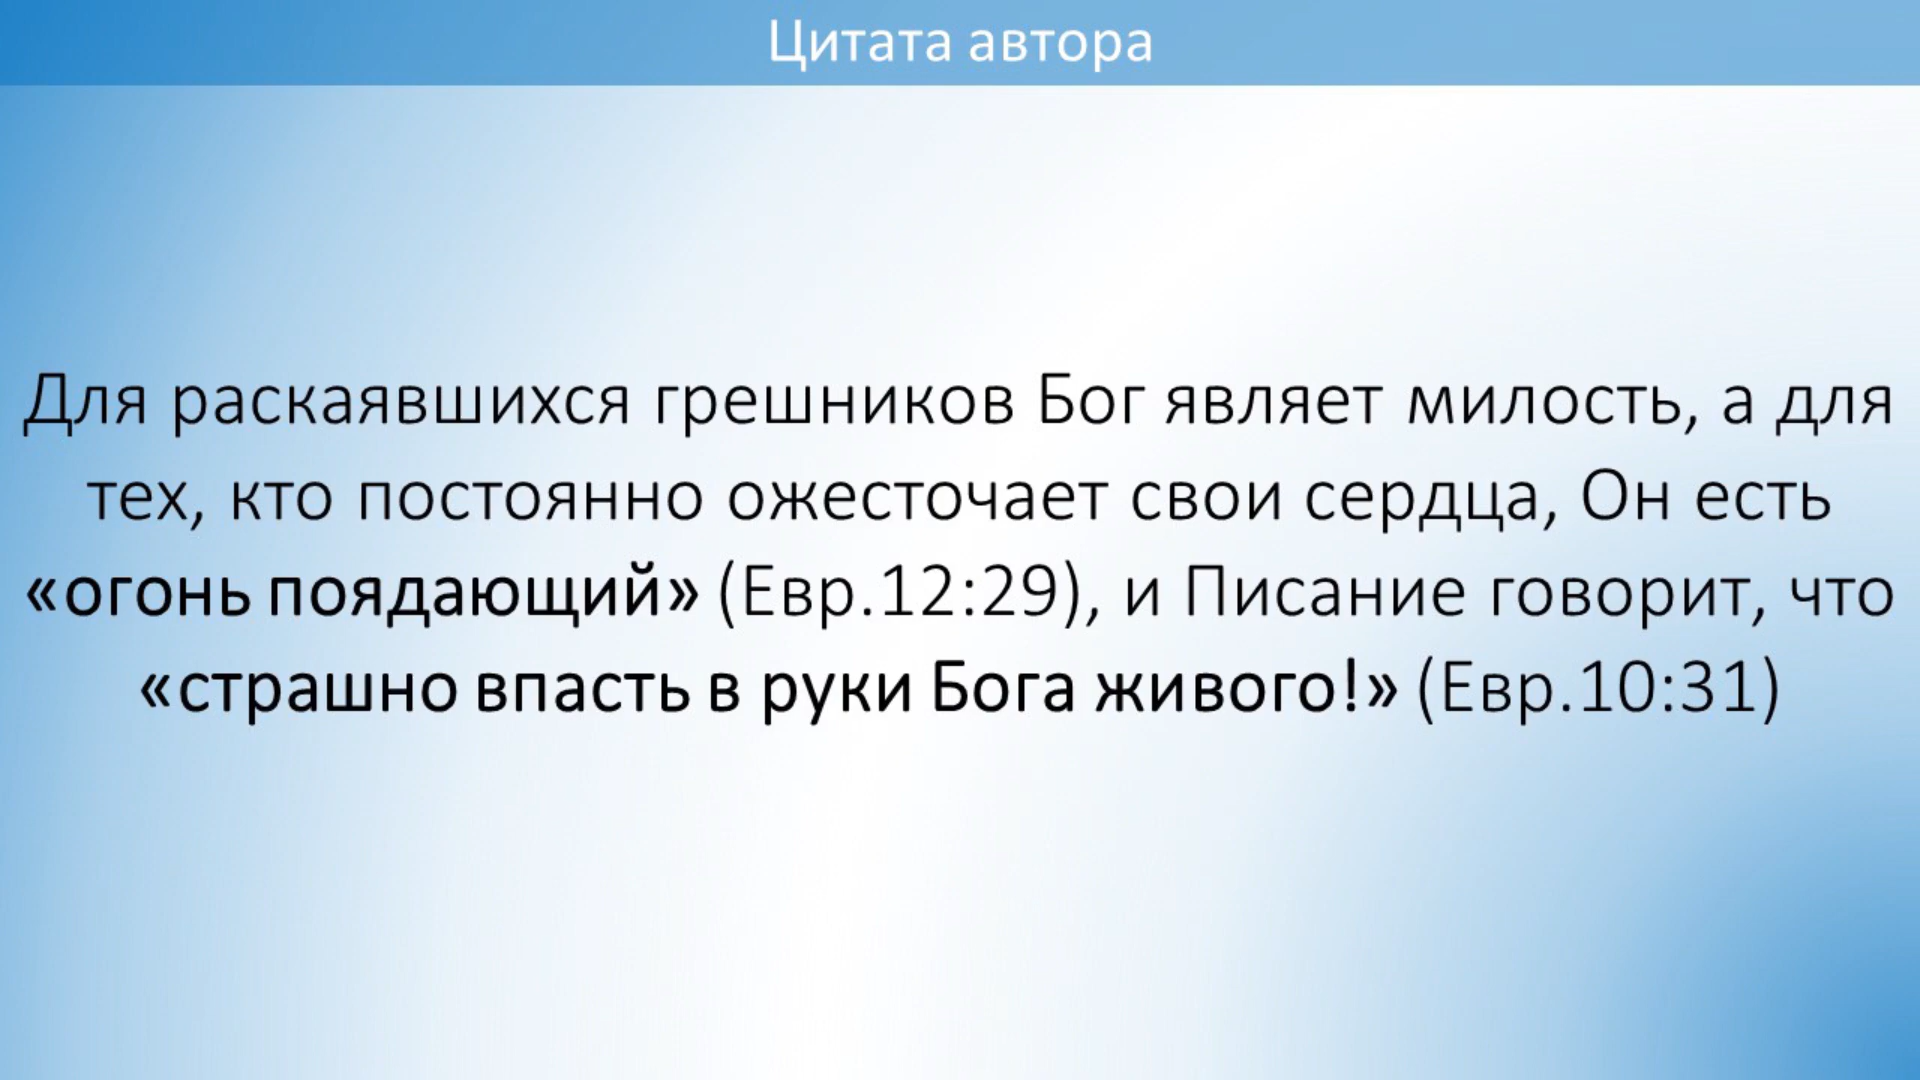 Цитата автора
Для раскаявшихся грешников Бог являет милость, а для
тех, кто постоянно ожесточает свои сердца, Он есть
«огонь поядающий» (Евр.12:29), и Писание говорит, что
«страшно впасть в руки Бога живого!» (Евр.10:31)